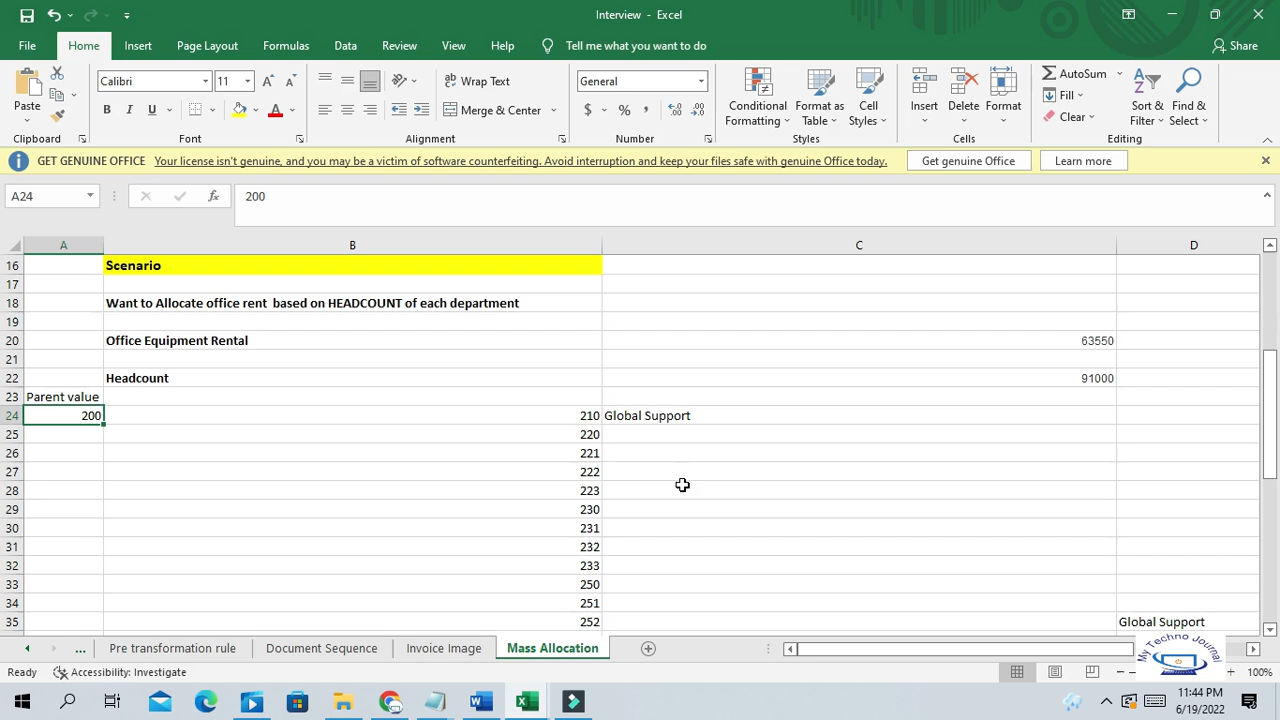 Interview - Excel
File Home Insert Page Layout Formulas Data Review View Help Tell me what you want to do Share
Paste
Calibri 11
B I U
Wrap Text
Merge & Center
General
$ % ,
Conditional Formatting
Format as Table
Cell Styles
Insert
Delete
Format
AutoSum
Fill
Clear
Sort & Filter
Find & Select
Clipboard Font Alignment Number Styles Cells Editing
GET GENUINE OFFICE Your license isn't genuine, and you may be a victim of software counterfeiting. Avoid interruption and keep your files safe with genuine Office today. Get genuine Office Learn more
A24 fx 200
A B C D
16 Scenario
17
18 Want to Allocate office rent based on HEADCOUNT of each department
19
20 Office Equipment Rental 63550
21
22 Headcount 91000
23 Parent value
24 200 210 Global Support
25 220
26 221
27 222
28 223
29 230
30 231
31 232
32 233
33 250
34 251
35 252 Global Support
... Pre transformation rule Document Sequence Invoice Image Mass Allocation
My Techno Journal
Ready Accessibility: Investigate 100%
11:44 PM
6/19/2022